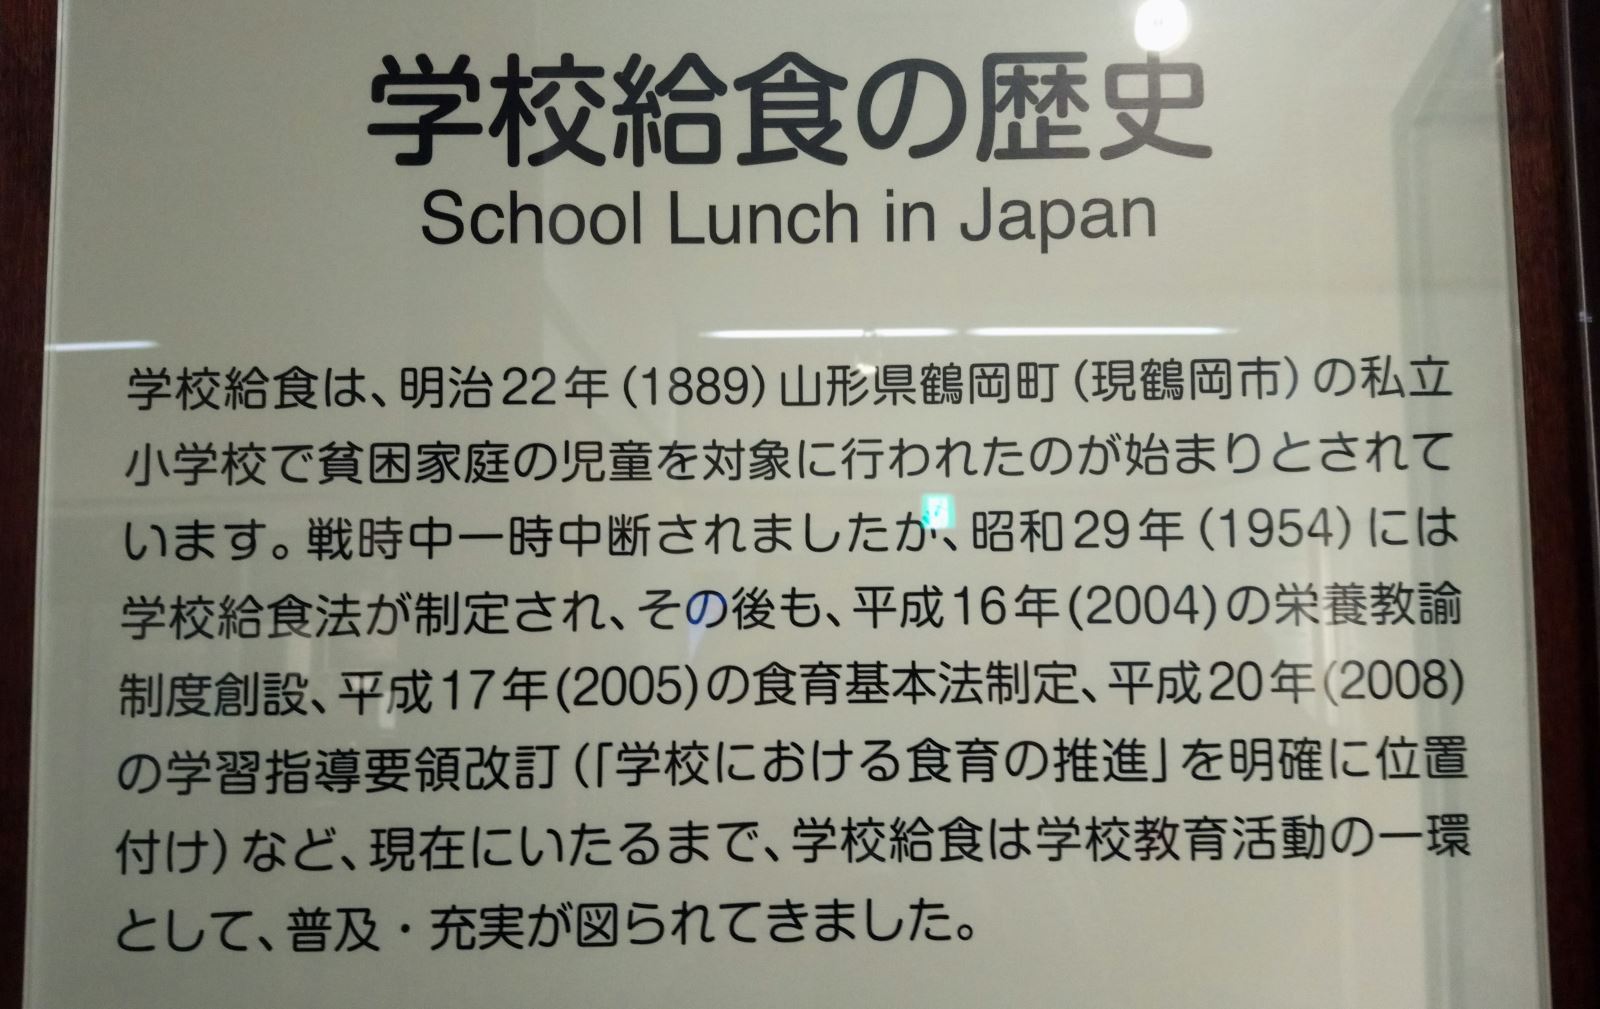 学校給食の歴史
School Lunch in Japan
学校給食は、明治22年(1889)山形県鶴岡町(現鶴岡市)の私立
小学校で貧困家庭の児童を対象に行われたのが始まりとされて
います。戦時中一時中断されましたが、昭和29年(1954)には
学校給食法が制定され、その後も、平成16年(2004)の栄養教諭
制度創設、平成17年(2005)の食育基本法制定、平成20年(2008)
の学習指導要領改訂(「学校における食育の推進」を明確に位置
付け)など、現在にいたるまで、学校給食は学校教育活動の一環
として、普及・充実が図られてきました。